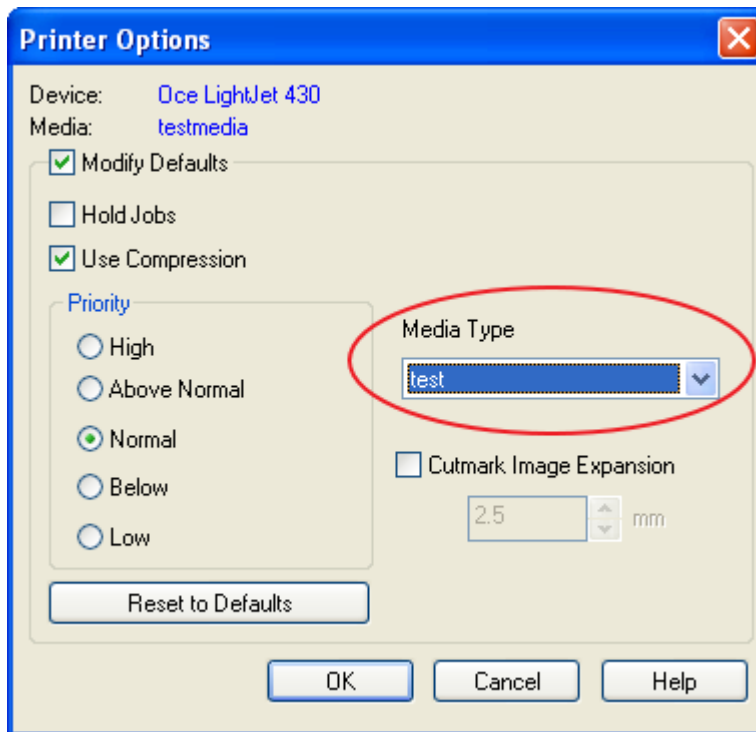 Printer Options
Device: Oce LightJet 430
Media: testmedia
Modify Defaults
Hold Jobs
Use Compression
Priority
High
Above Normal
Normal
Below
Low
Media Type
test
Cutmark Image Expansion
2.5 mm
Reset to Defaults
OK Cancel Help